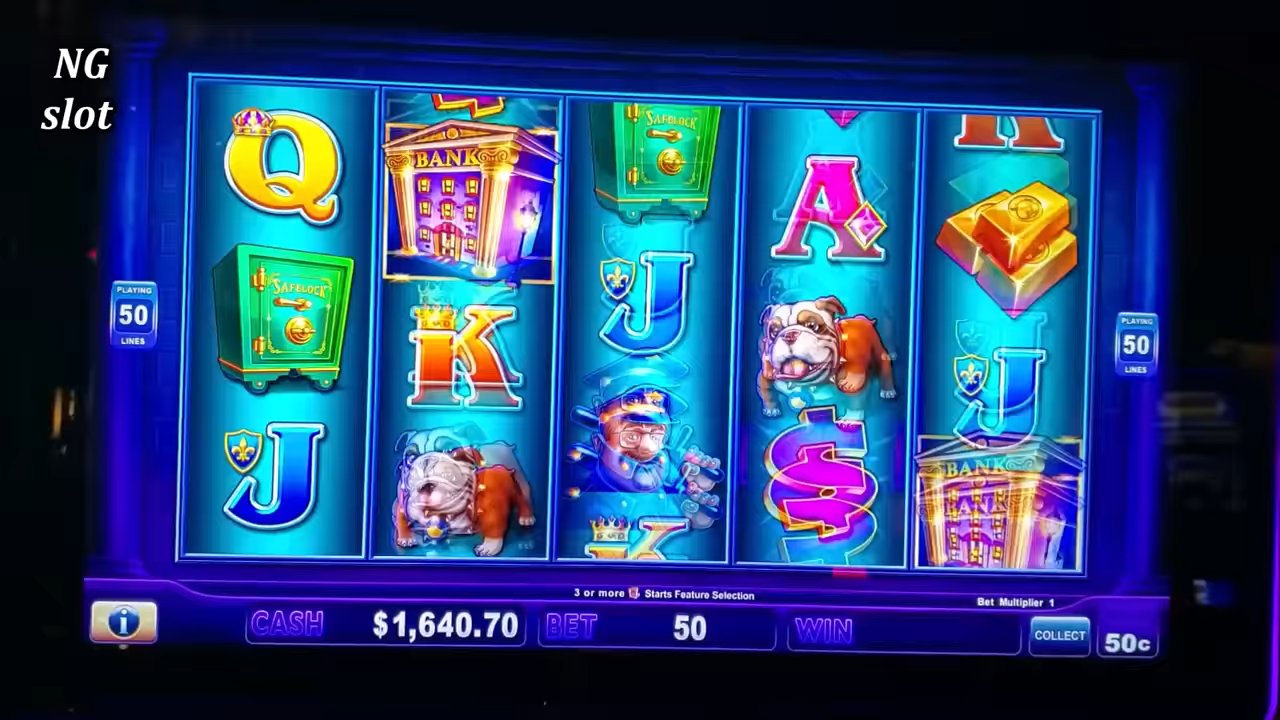 NG
slot
Q
BANK
SAFELOCK
A
K
PLAYING
50
LINES
SAFELOCK
K
J
J
PLAYING
50
LINES
J
BANK
BANK
K
3 or more Starts Feature Selection
Bet Multiplier 1
i
CASH $1,640.70 BET 50 WIN COLLECT 50c